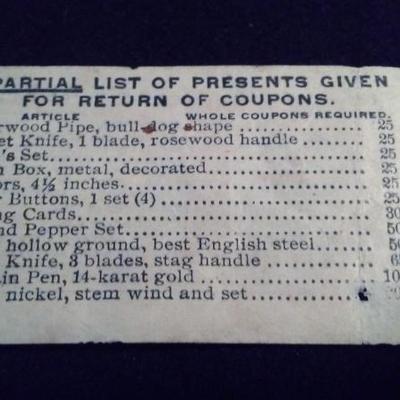 PARTIAL LIST OF PRESENTS GIVEN
FOR RETURN OF COUPONS.
ARTICLE WHOLE COUPONS REQUIRED.
rwood Pipe, bull-dog shape .......... 25
et Knife, 1 blade, rosewood handle ....... 25
's Set.................................... 25
n Box, metal, decorated.................. 25
ors, 4½ inches........................... 25
r Buttons, 1 set (4) ..................... 25
ng Cards................................ 30
nd Pepper Set........................... 50
hollow ground, best English steel...... 50
Knife, 3 blades, stag handle ........... 6
in Pen, 14-karat gold .................. 10
nickel, stem wind and set..............